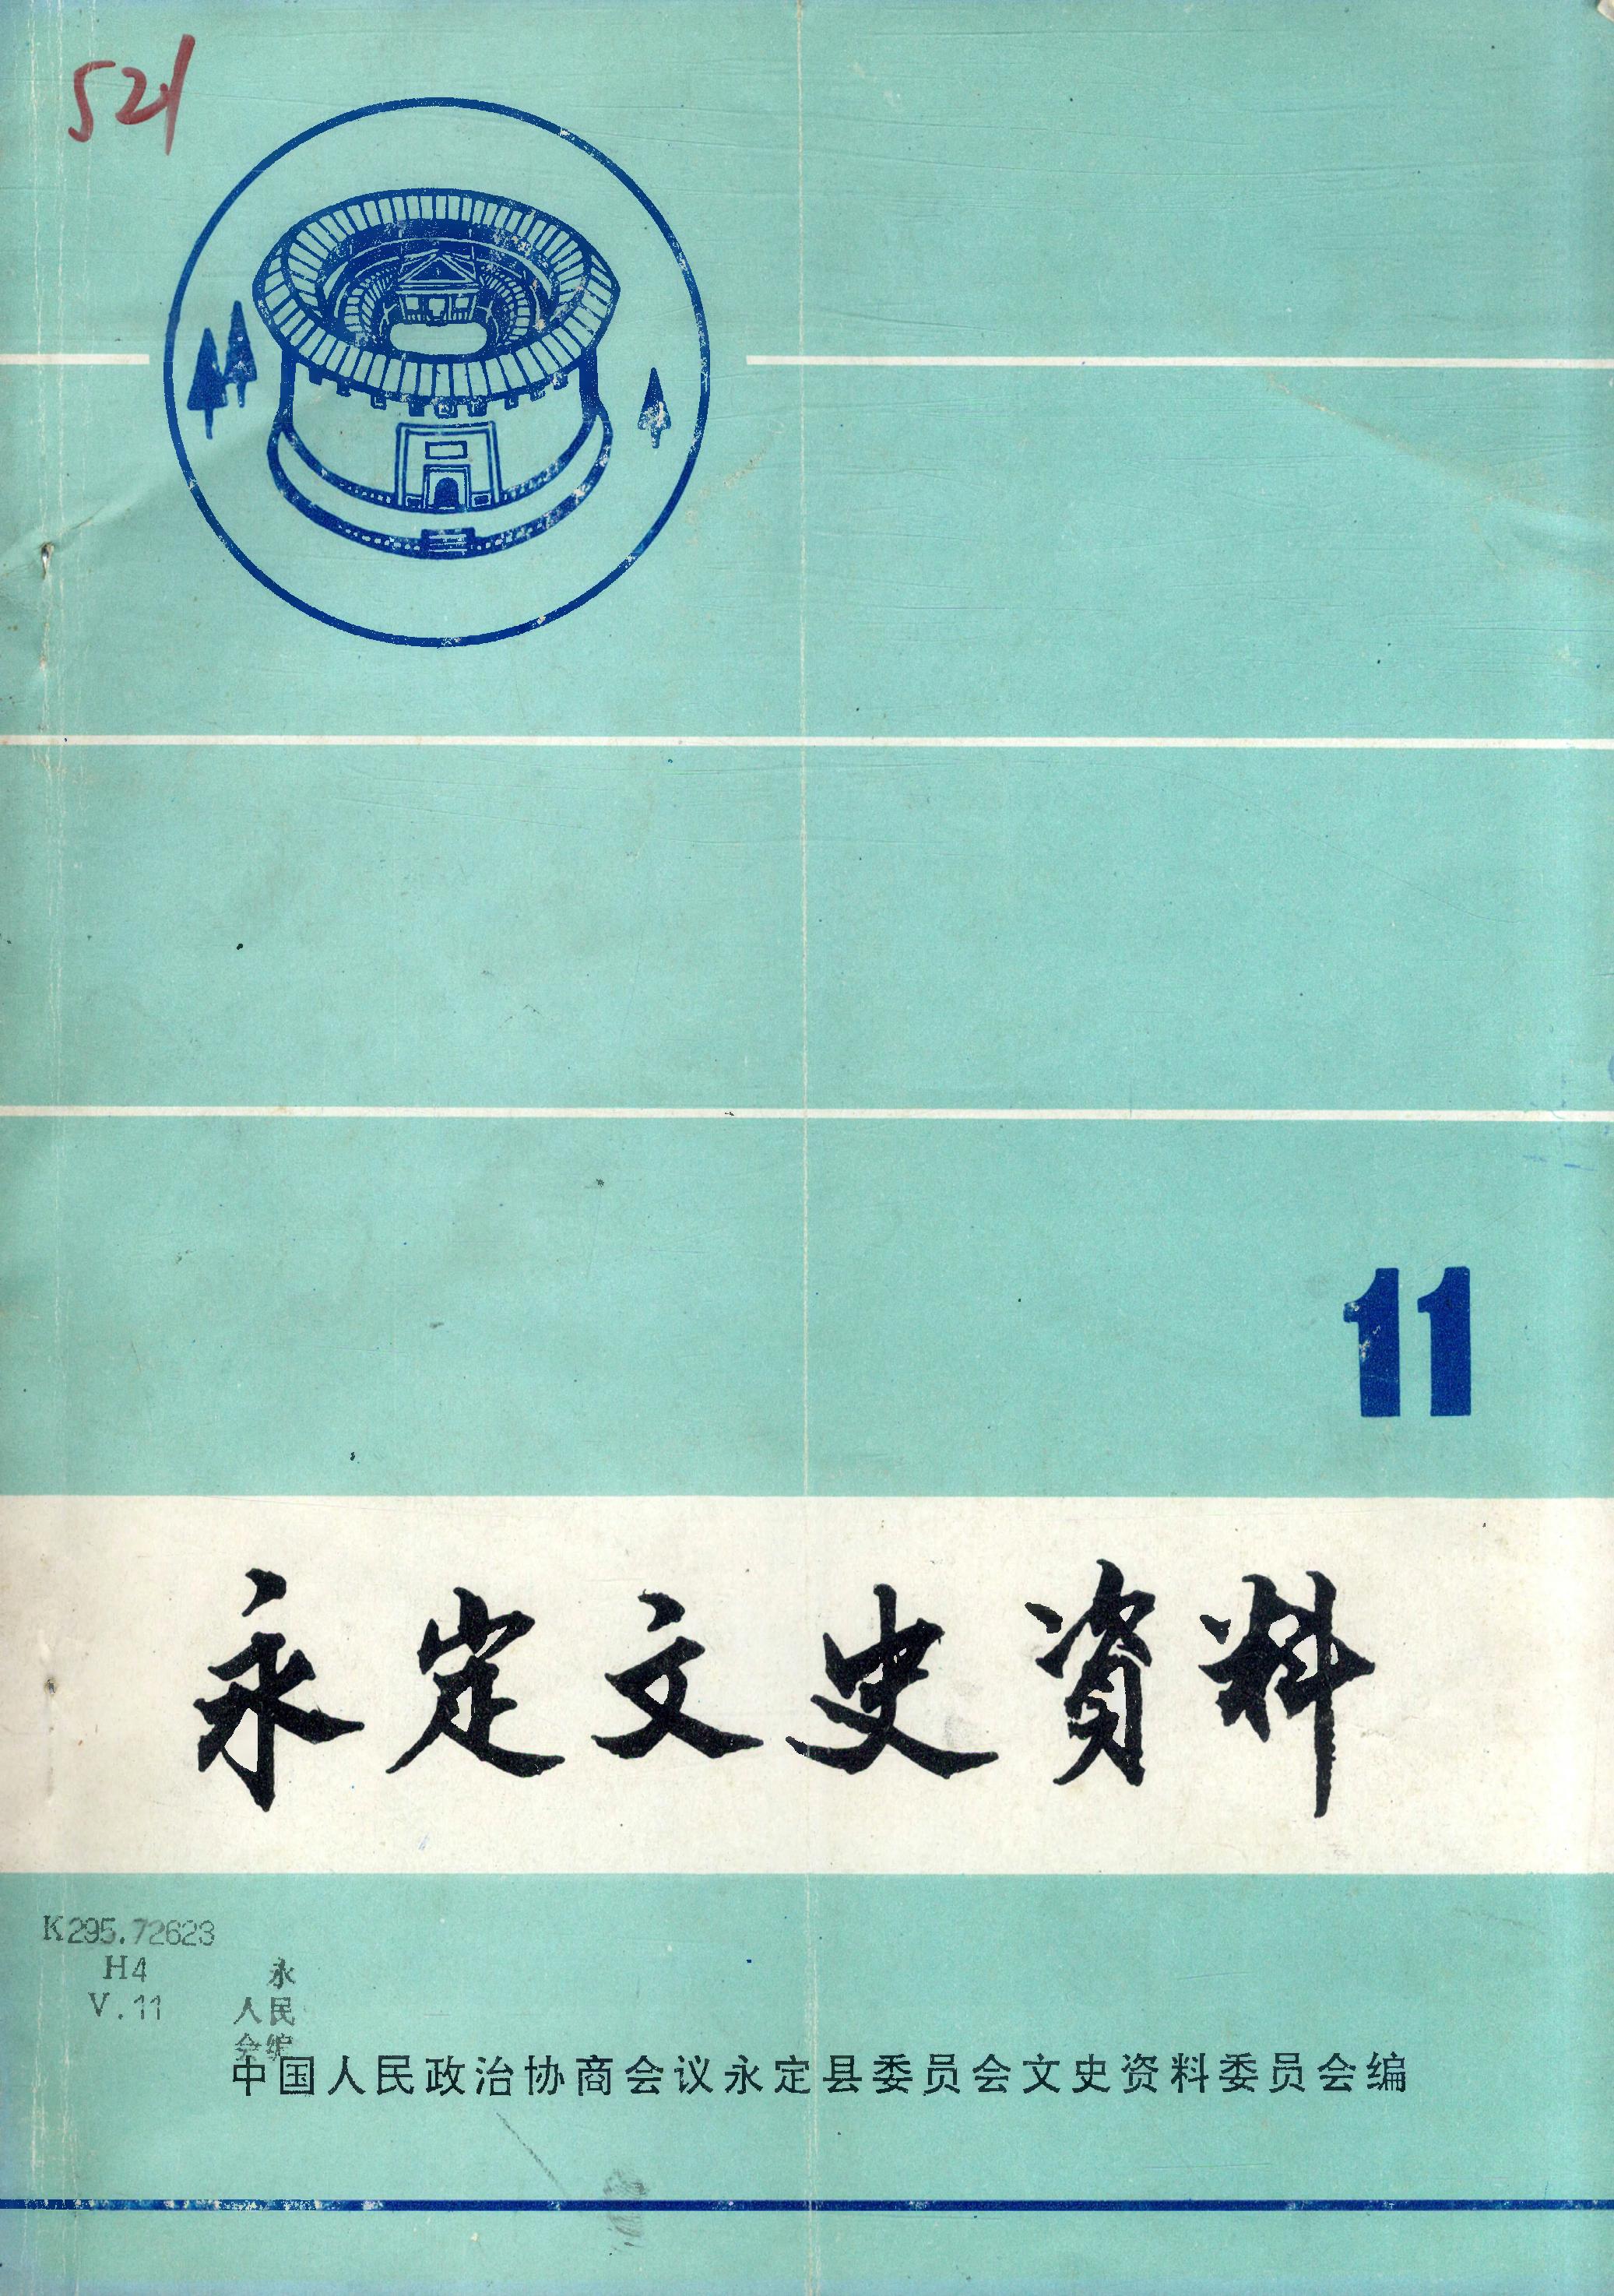 521
11
永定文史资料
K295.72623
H4 永
V.11 人民
会编
中国人民政治协商会议永定县委员会文史资料委员会编